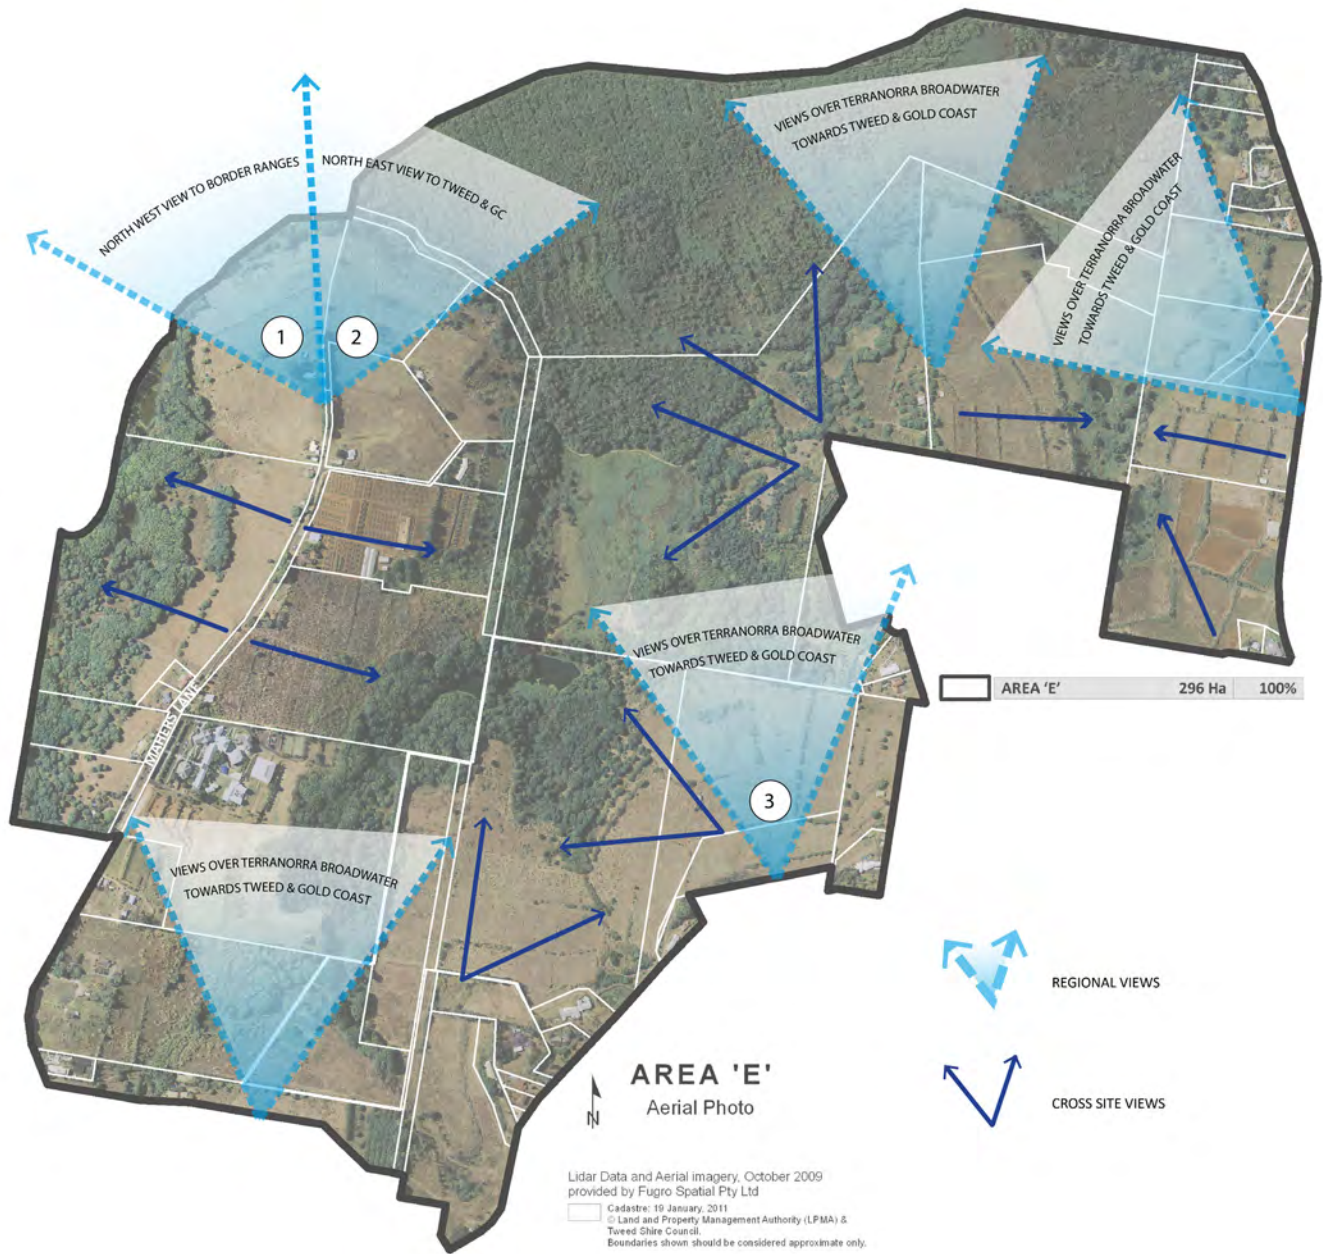 VIEWS OVER TERRANORRA BROADWATER
TOWARDS TWEED & GOLD COAST
NORTH WEST VIEW TO BORDER RANGES
NORTH EAST VIEW TO TWEED & GC
VIEWS OVER TERRANORRA BROADWATER
TOWARDS TWEED & GOLD COAST
1
2
VIEWS OVER TERRANORRA BROADWATER
TOWARDS TWEED & GOLD COAST
AREA 'E' 296 Ha 100%
MAHERS LANE
3
VIEWS OVER TERRANORRA BROADWATER
TOWARDS TWEED & GOLD COAST
REGIONAL VIEWS
AREA 'E'
Aerial Photo
N
CROSS SITE VIEWS
Lidar Data and Aerial imagery, October 2009
provided by Fugro Spatial Pty Ltd
Cadastre: 19 January, 2011
© Land and Property Management Authority (LPMA) &
Tweed Shire Council.
Boundaries shown should be considered approximate only.